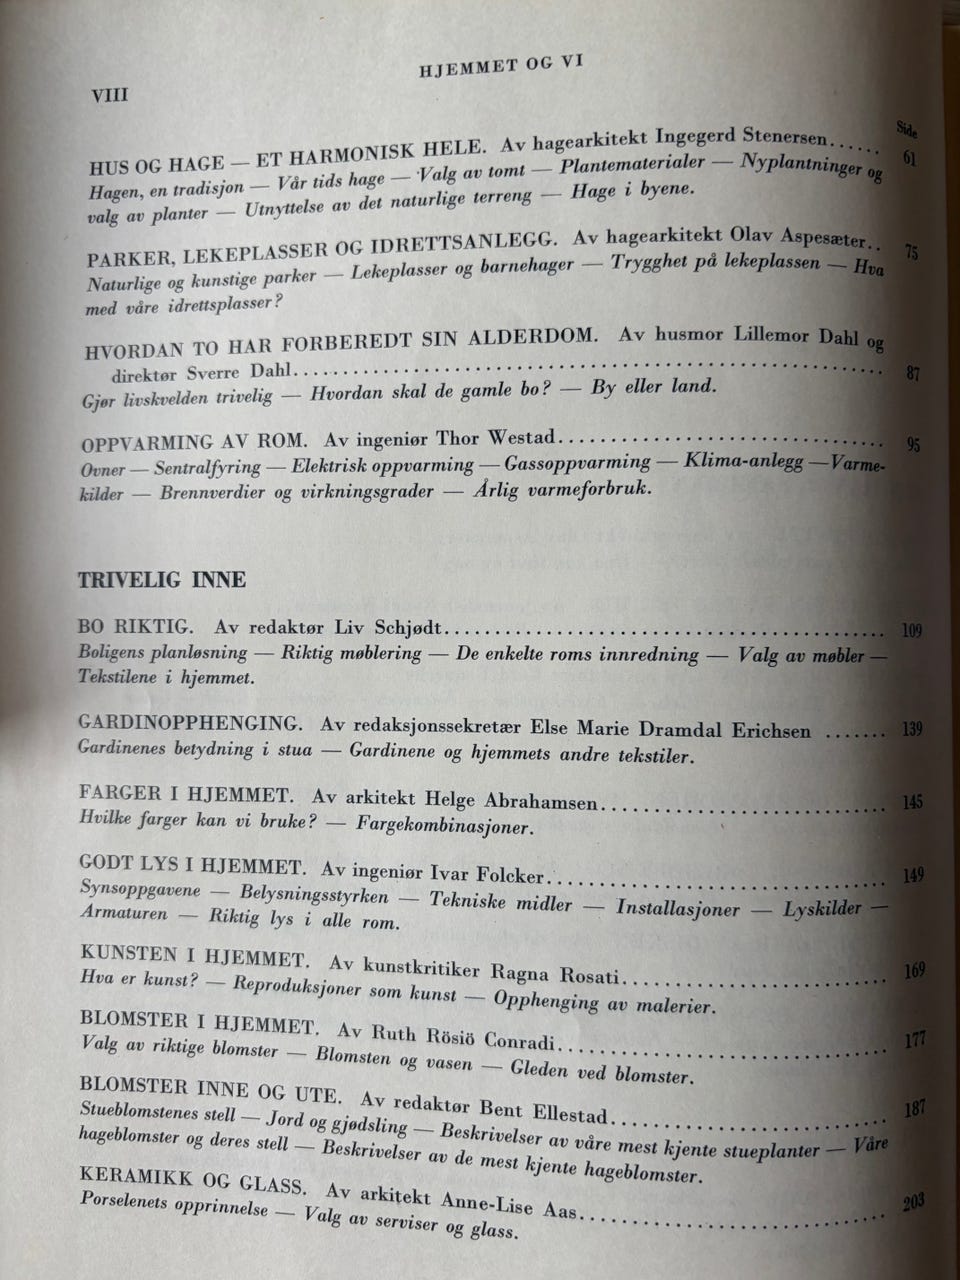 HJEMMET OG VI
VIII
Side
HUS OG HAGE — ET HARMONISK HELE. Av hagearkitekt Ingegerd Stenersen...... 61
Hagen, en tradisjon — Vår tids hage — Valg av tomt — Plantematerialer — Nyplantninger og
valg av planter — Utnyttelse av det naturlige terreng — Hage i byene.
PARKER, LEKEPLASSER OG IDRETTSANLEGG. Av hagearkitekt Olav Aspesæter.. 75
Naturlige og kunstige parker — Lekeplasser og barnehager — Trygghet på lekeplassen — Hva
med våre idrettsplasser?
HVORDAN TO HAR FORBEREDT SIN ALDERDOM. Av husmor Lillemor Dahl og
direktør Sverre Dahl.................................................... 87
Gjør livskvelden trivelig — Hvordan skal de gamle bo? — By eller land.
OPPVARMING AV ROM. Av ingeniør Thor Westad............................... 95
Ovner — Sentralfyring — Elektrisk oppvarming — Gassoppvarming — Klima-anlegg — Varme-
kilder — Brennverdier og virkningsgrader — Årlig varmeforbruk.
TRIVELIG INNE
BO RIKTIG. Av redaktør Liv Schjødt.......................................... 109
Boligens planløsning — Riktig møblering — De enkelte roms innredning — Valg av møbler —
Tekstilene i hjemmet.
GARDINOPPHENGING. Av redaksjonssekretær Else Marie Dramdal Erichsen ....... 139
Gardinenes betydning i stua — Gardinene og hjemmets andre tekstiler.
FARGER I HJEMMET. Av arkitekt Helge Abrahamsen........................... 145
Hvilke farger kan vi bruke? — Fargekombinasjoner.
GODT LYS I HJEMMET. Av ingeniør Ivar Folcker............................... 149
Synsoppgavene — Belysningsstyrken — Tekniske midler — Installasjoner — Lyskilder —
Armaturen — Riktig lys i alle rom.
KUNSTEN I HJEMMET. Av kunstkritiker Ragna Rosati......................... 169
Hva er kunst? — Reproduksjoner som kunst — Opphenging av malerier.
BLOMSTER I HJEMMET. Av Ruth Rösiö Conradi............................... 177
Valg av riktige blomster — Blomsten og vasen — Gleden ved blomster.
BLOMSTER INNE OG UTE. Av redaktør Bent Ellestad.......................... 187
Stueblomstenes stell — Jord og gjødsling — Beskrivelser av våre mest kjente stueplanter — Våre
hageblomster og deres stell — Beskrivelser av de mest kjente hageblomster.
KERAMIKK OG GLASS. Av arkitekt Anne-Lise Aas............................. 203
Porselenets opprinnelse — Valg av serviser og glass.